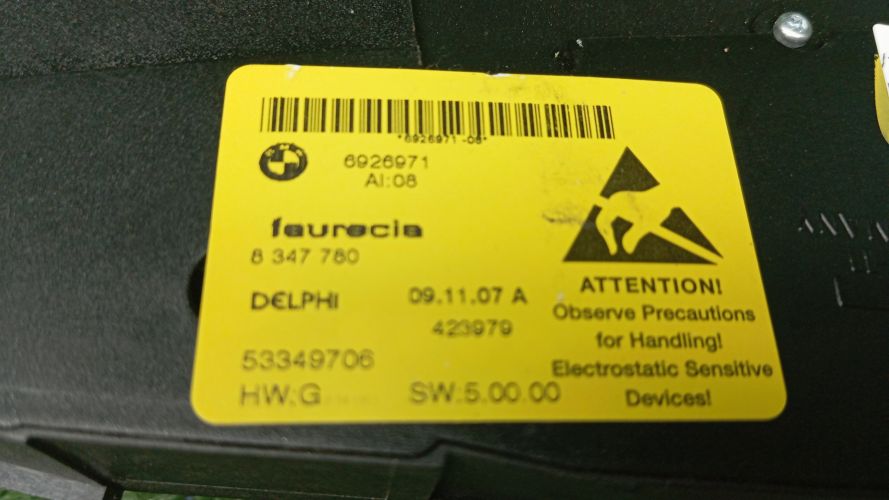 *6926971-08*
BMW
6926971
AI:08
faurecia
8 347 780
DELPHI
09.11.07 A
423979
53349706
HW:G
SW:5.00.00
ATTENTION!
Observe Precautions
for Handling!
Electrostatic Sensitive
Devices!